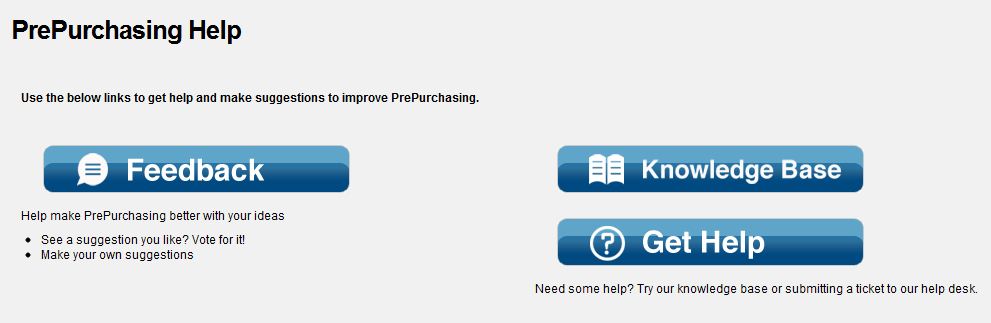 PrePurchasing Help
Use the below links to get help and make suggestions to improve PrePurchasing.
Feedback
Help make PrePurchasing better with your ideas
• See a suggestion you like? Vote for it!
• Make your own suggestions
Knowledge Base
Get Help
Need some help? Try our knowledge base or submitting a ticket to our help desk.